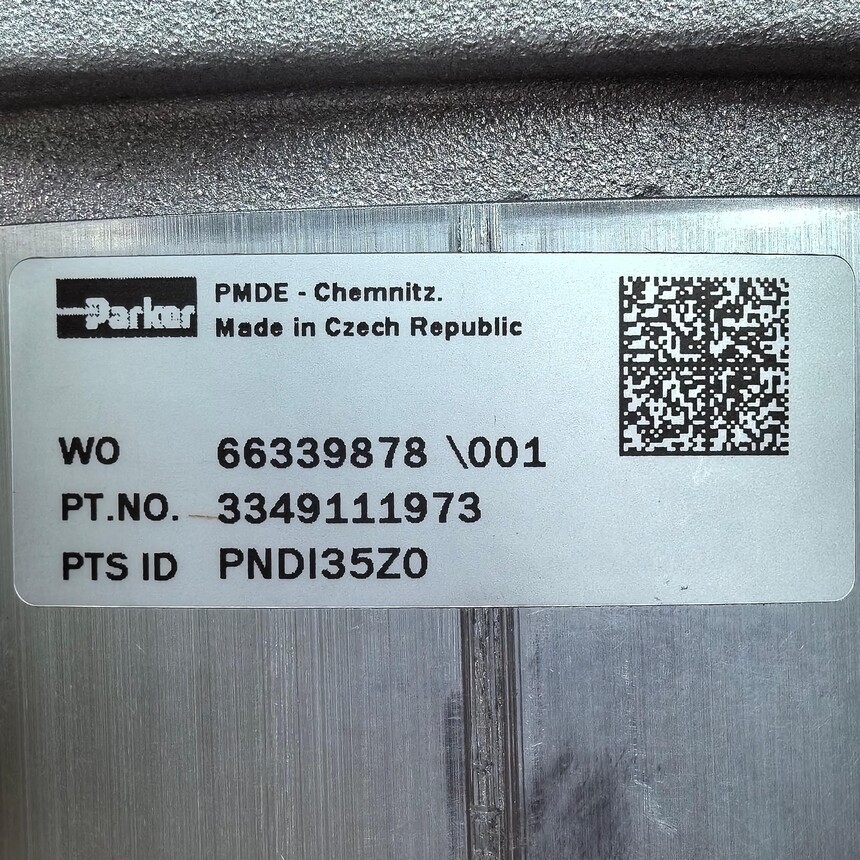 Parker
PMDE - Chemnitz.
Made in Czech Republic
WO 66339878 \001
PT.NO. 3349111973
PTS ID PNDI35Z0